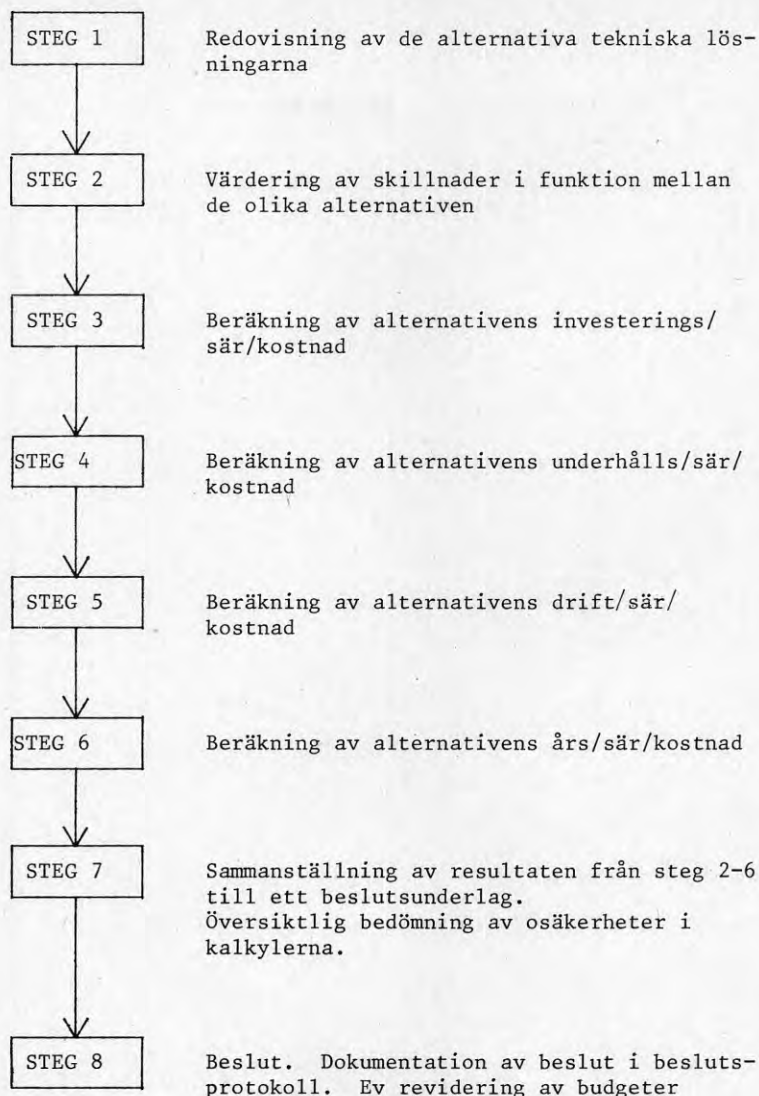 STEG 1 Redovisning av de alternativa tekniska lös-
ningarna
STEG 2 Värdering av skillnader i funktion mellan
de olika alternativen
STEG 3 Beräkning av alternativens investerings/
sär/kostnad
STEG 4 Beräkning av alternativens underhålls/sär/
kostnad
STEG 5 Beräkning av alternativens drift/sär/
kostnad
STEG 6 Beräkning av alternativens års/sär/kostnad
STEG 7 Sammanställning av resultaten från steg 2-6
till ett beslutsunderlag.
Översiktlig bedömning av osäkerheter i
kalkylerna.
STEG 8 Beslut. Dokumentation av beslut i besluts-
protokoll. Ev revidering av budgeter